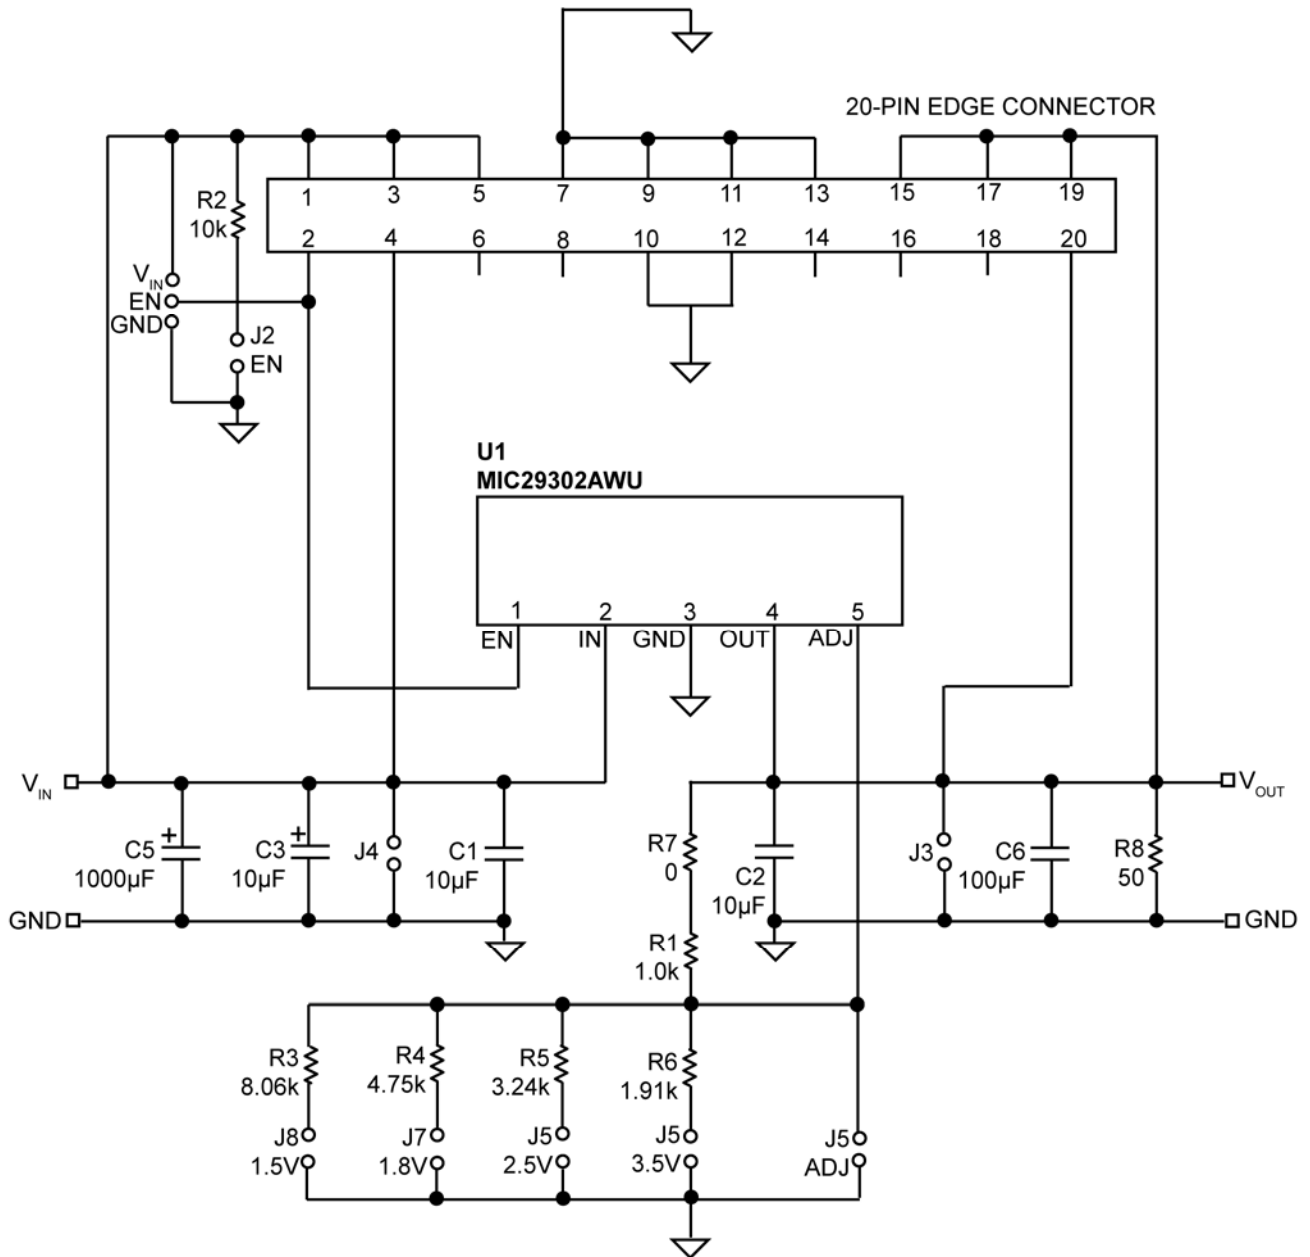 20-PIN EDGE CONNECTOR
1 3 5 7 9 11 13 15 17 19
2 4 6 8 10 12 14 16 18 20
R2
10k
VIN
EN
GND
J2
EN
U1
MIC29302AWU
1 2 3 4 5
EN IN GND OUT ADJ
VIN
VOUT
C5
1000µF
+
C3
10µF
+
J4
C1
10µF
R7
0
C2
10µF
J3
C6
100µF
R8
50
GND
GND
R1
1.0k
R3
8.06k
R4
4.75k
R5
3.24k
R6
1.91k
J8
1.5V
J7
1.8V
J5
2.5V
J5
3.5V
J5
ADJ